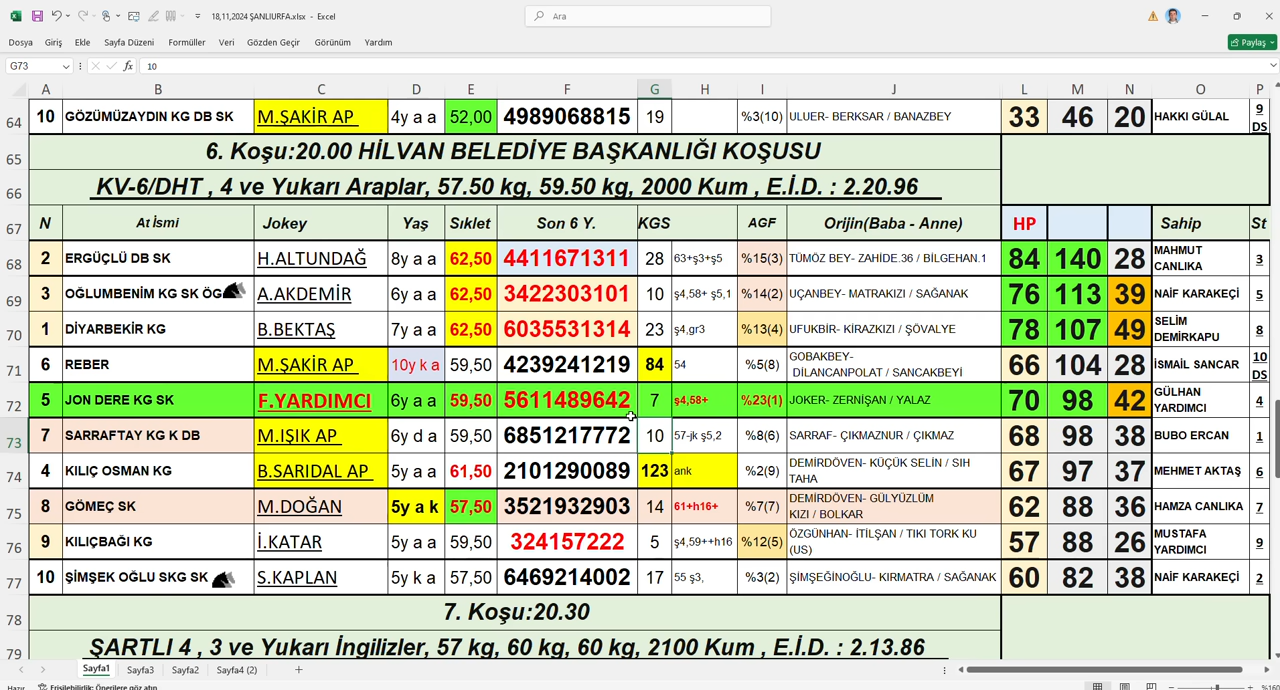 18,11,2024 ŞANLIURFA.xlsx - Excel
Ara
Dosya Giriş Ekle Sayfa Düzeni Formüller Veri Gözden Geçir Görünüm Yardım
Paylaş
G73 fx 10
A B C D E F G H I J L M N O P
64 10 GÖZÜMÜZAYDIN KG DB SK M.ŞAKİR AP 4y a a 52,00 4989068815 19 %3(10) ULUER- BERKSAR / BANAZBEY 33 46 20 HAKKI GÜLAL 9 DS
65 6. Koşu:20.00 HİLVAN BELEDİYE BAŞKANLIĞI KOŞUSU
66 KV-6/DHT , 4 ve Yukarı Araplar, 57.50 kg, 59.50 kg, 2000 Kum , E.İ.D. : 2.20.96
67 N At İsmi Jokey Yaş Sıklet Son 6 Y. KGS AGF Orijin(Baba - Anne) HP Sahip St
68 2 ERGÜÇLÜ DB SK H.ALTUNDAĞ 8y a a 62,50 4411671311 28 63+ş3+ş5 %15(3) TÜMÖZ BEY- ZAHİDE.36 / BİLGEHAN.1 84 140 28 MAHMUT CANLIKA 3
69 3 OĞLUMBENİM KG SK ÖG A.AKDEMİR 6y a a 62,50 3422303101 10 ş4,58+ ş5,1 %14(2) UÇANBEY- MATRAKIZI / SAĞANAK 76 113 39 NAİF KARAKEÇİ 5
70 1 DİYARBEKİR KG B.BEKTAŞ 7y a a 62,50 6035531314 23 ş4,gr3 %13(4) UFUKBİR- KİRAZKIZI / ŞÖVALYE 78 107 49 SELİM DEMİRKAPU 8
71 6 REBER M.ŞAKİR AP 10y k a 59,50 4239241219 84 54 %5(8) GOBAKBEY- DİLANCANPOLAT / SANCAKBEYİ 66 104 28 İSMAİL SANCAR 10 DS
72 5 JON DERE KG SK F.YARDIMCI 6y a a 59,50 5611489642 7 ş4,58+ %23(1) JOKER- ZERNİŞAN / YALAZ 70 98 42 GÜLHAN YARDIMCI 4
73 7 SARRAFTAY KG K DB M.IŞIK AP 6y d a 59,50 6851217772 10 57-jk ş5,2 %8(6) SARRAF- ÇIKMAZNUR / ÇIKMAZ 68 98 38 BUBO ERCAN 1
74 4 KILIÇ OSMAN KG B.SARIDAL AP 5y a a 61,50 2101290089 123 ank %2(9) DEMİRDÖVEN- KÜÇÜK SELİN / SIH TAHA 67 97 37 MEHMET AKTAŞ 6
75 8 GÖMEÇ SK M.DOĞAN 5y a k 57,50 3521932903 14 61+h16+ %7(7) DEMİRDÖVEN- GÜLYÜZLÜM KIZI / BOLKAR 62 88 36 HAMZA CANLIKA 7
76 9 KILIÇBAĞI KG İ.KATAR 5y a a 59,50 324157222 5 ş4,59++h16 %12(5) ÖZGÜNHAN- İTİLŞAN / TIKI TORK KU (US) 57 88 26 MUSTAFA YARDIMCI 9
77 10 ŞİMŞEK OĞLU SKG SK S.KAPLAN 5y k a 57,50 6469214002 17 55 ş3, %3(2) ŞİMŞEĞİNOĞLU- KIRMATRA / SAĞANAK 60 82 38 NAİF KARAKEÇİ 2
78 7. Koşu:20.30
79 ŞARTLI 4 , 3 ve Yukarı İngilizler, 57 kg, 60 kg, 60 kg, 2100 Kum , E.İ.D. : 2.13.86
Sayfa1 Sayfa3 Sayfa2 Sayfa4 (2)
Hazır Erişilebilirlik: Önerilere göz atın %160